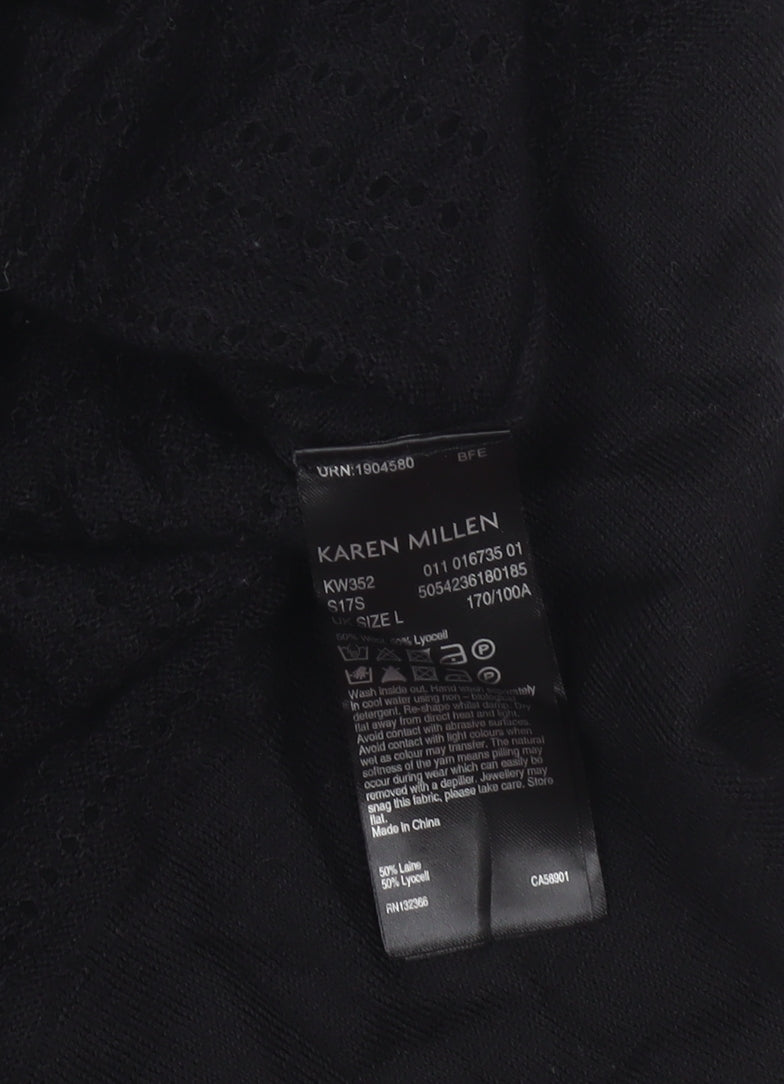 URN:1904580 BFE
KAREN MILLEN
KW352 011 016735 01
S17S 5054236180185
UK SIZE L 170/100A
50% Wool 50% Lyocell
P
P
Wash inside out. Hand wash separately
in cool water using non - biological
detergent. Re-shape whilst damp. Dry
flat away from direct heat and light.
Avoid contact with abrasive surfaces.
Avoid contact with light colours when
wet as colour may transfer. The natural
softness of the yarn means pilling may
occur during wear which can easily be
removed with a depiller. Jewellery may
snag this fabric, please take care. Store
flat.
Made in China
50% Laine
50% Lyocell
CA58901
RN132366